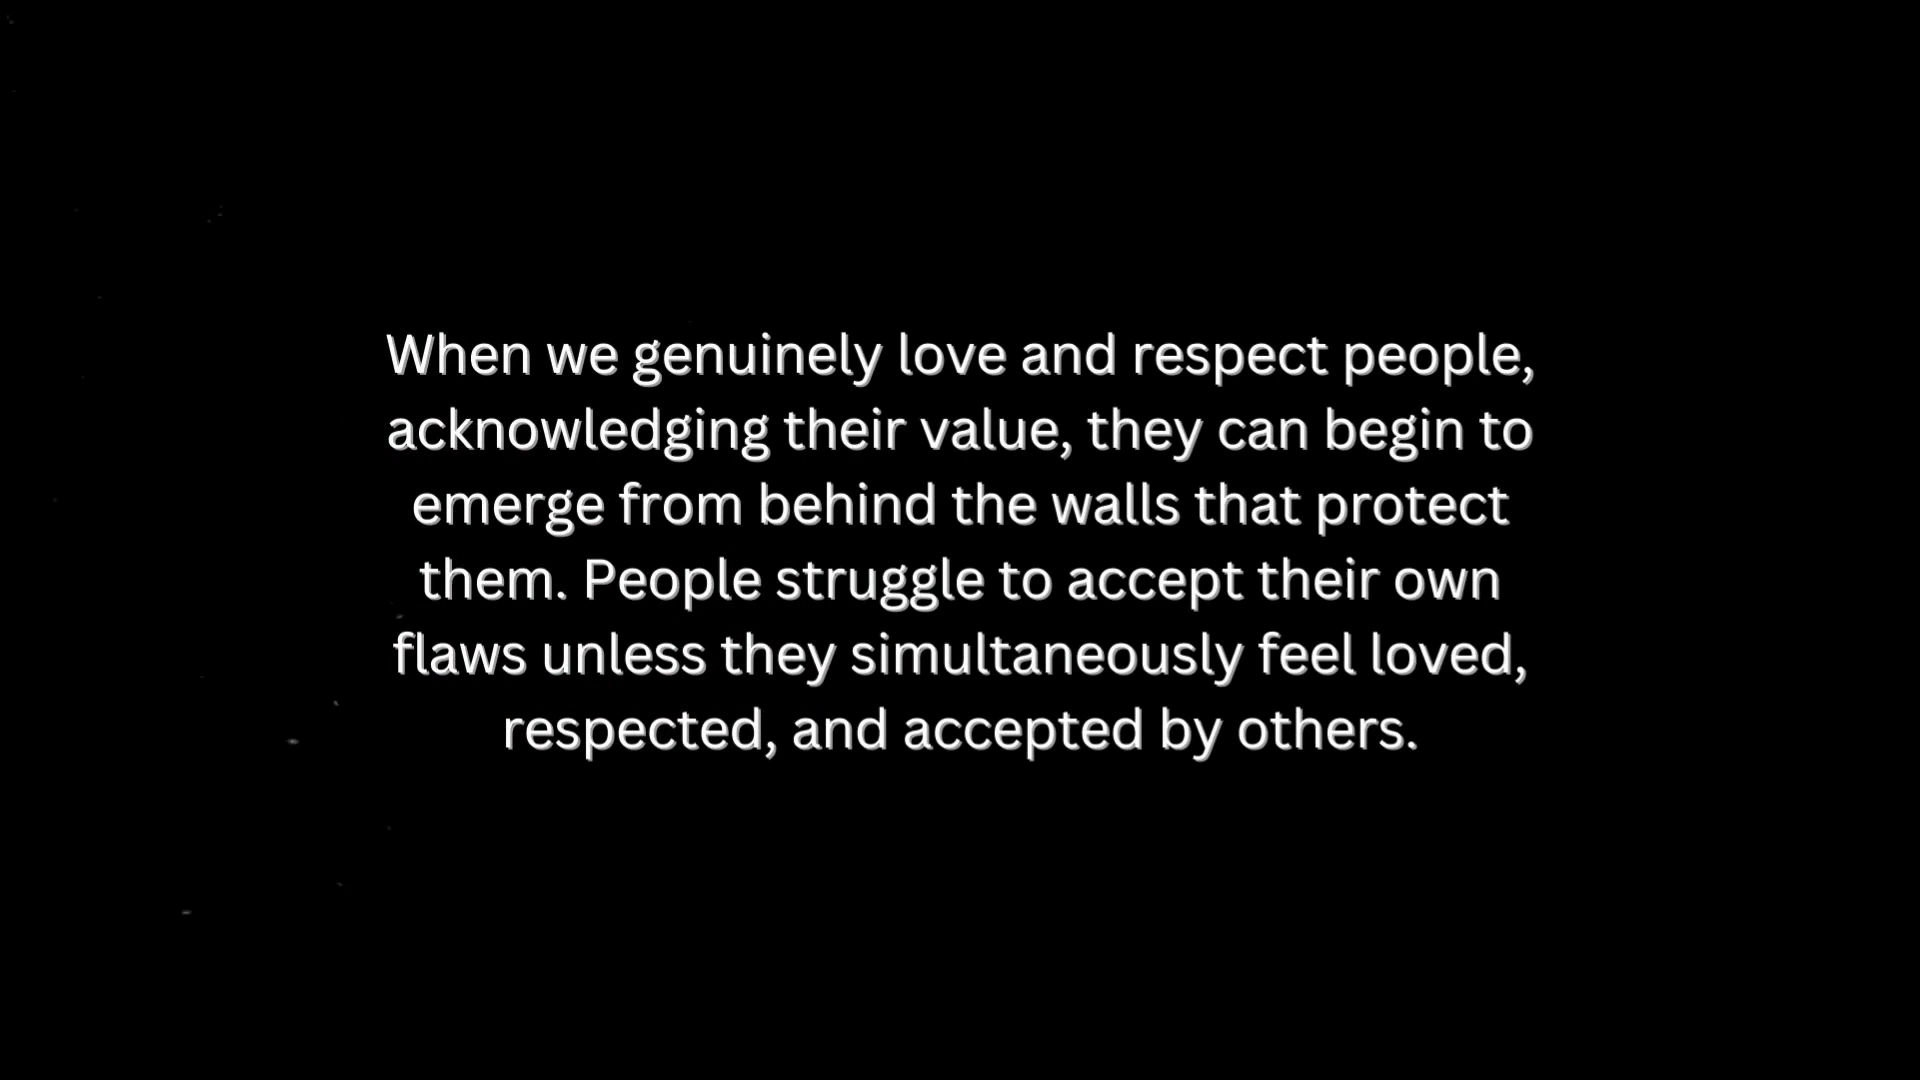 When we genuinely love and respect people,
acknowledging their value, they can begin to
emerge from behind the walls that protect
them. People struggle to accept their own
flaws unless they simultaneously feel loved,
respected, and accepted by others.